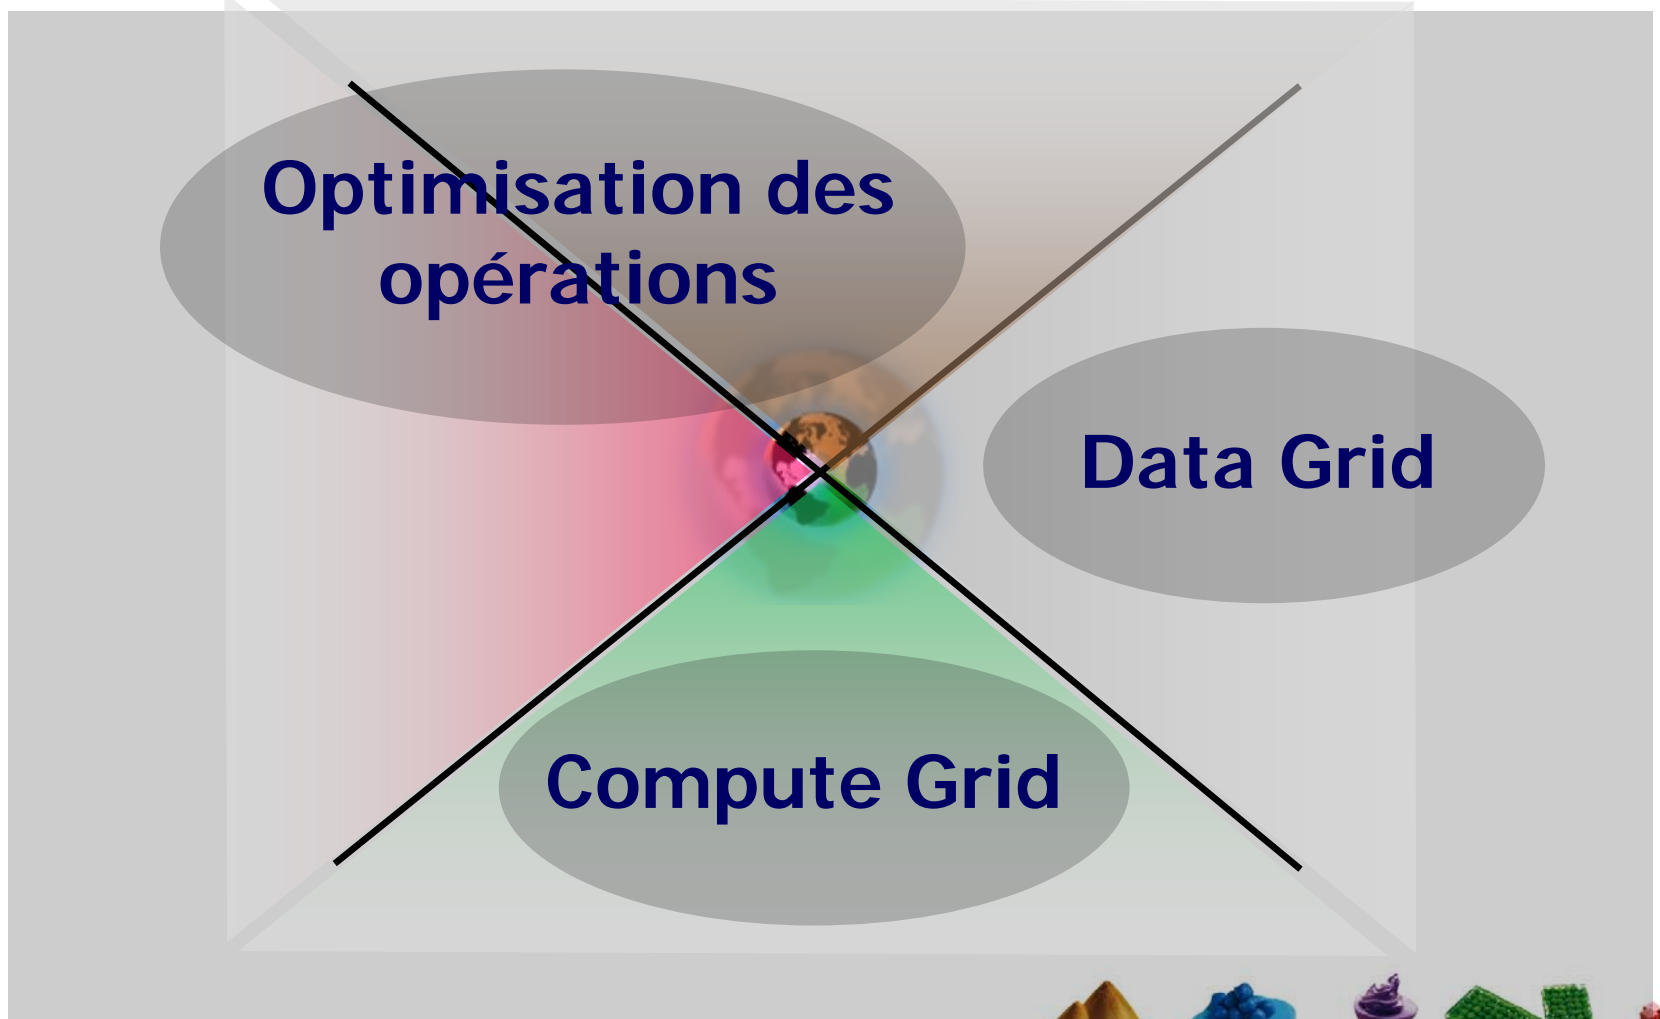 Optimisation des
opérations
Data Grid
Compute Grid